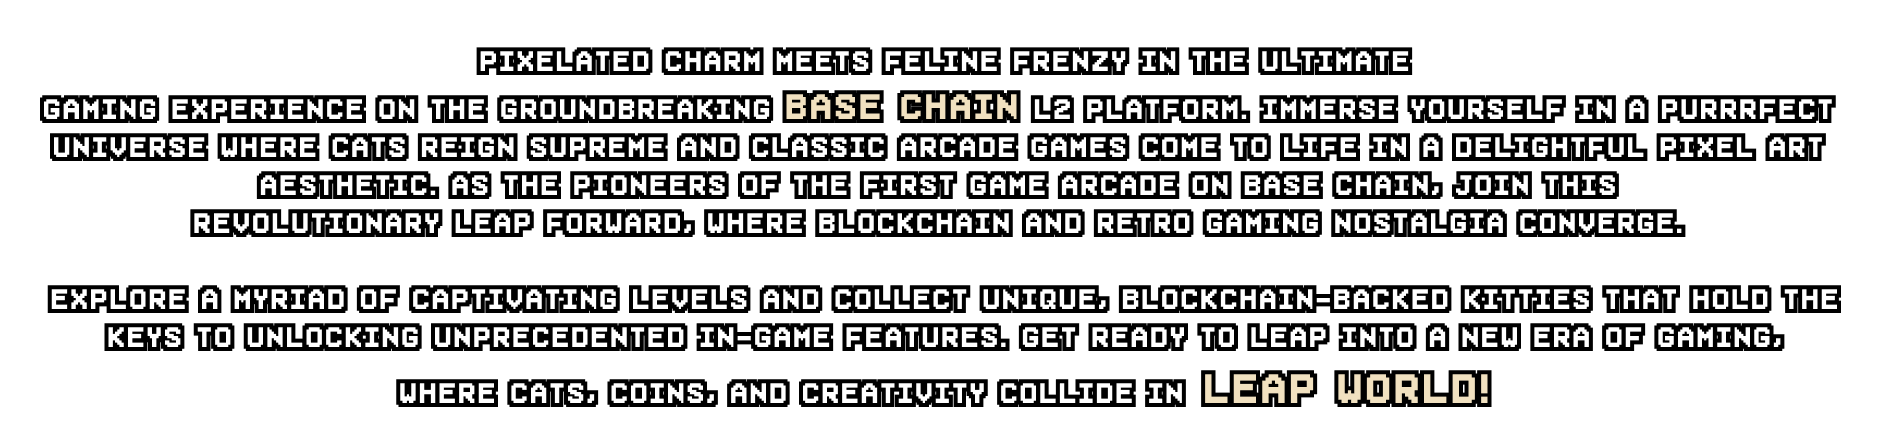 PIXELATED CHARM MEETS FELINE FRENZY IN THE ULTIMATE
GAMING EXPERIENCE ON THE GROUNDBREAKING BASE CHAIN L2 PLATFORM. IMMERSE YOURSELF IN A PURRRFECT
UNIVERSE WHERE CATS REIGN SUPREME AND CLASSIC ARCADE GAMES COME TO LIFE IN A DELIGHTFUL PIXEL ART
AESTHETIC. AS THE PIONEERS OF THE FIRST GAME ARCADE ON BASE CHAIN, JOIN THIS
REVOLUTIONARY LEAP FORWARD, WHERE BLOCKCHAIN AND RETRO GAMING NOSTALGIA CONVERGE.
EXPLORE A MYRIAD OF CAPTIVATING LEVELS AND COLLECT UNIQUE, BLOCKCHAIN-BACKED KITTIES THAT HOLD THE
KEYS TO UNLOCKING UNPRECEDENTED IN-GAME FEATURES. GET READY TO LEAP INTO A NEW ERA OF GAMING,
WHERE CATS, COINS, AND CREATIVITY COLLIDE IN LEAP WORLD!